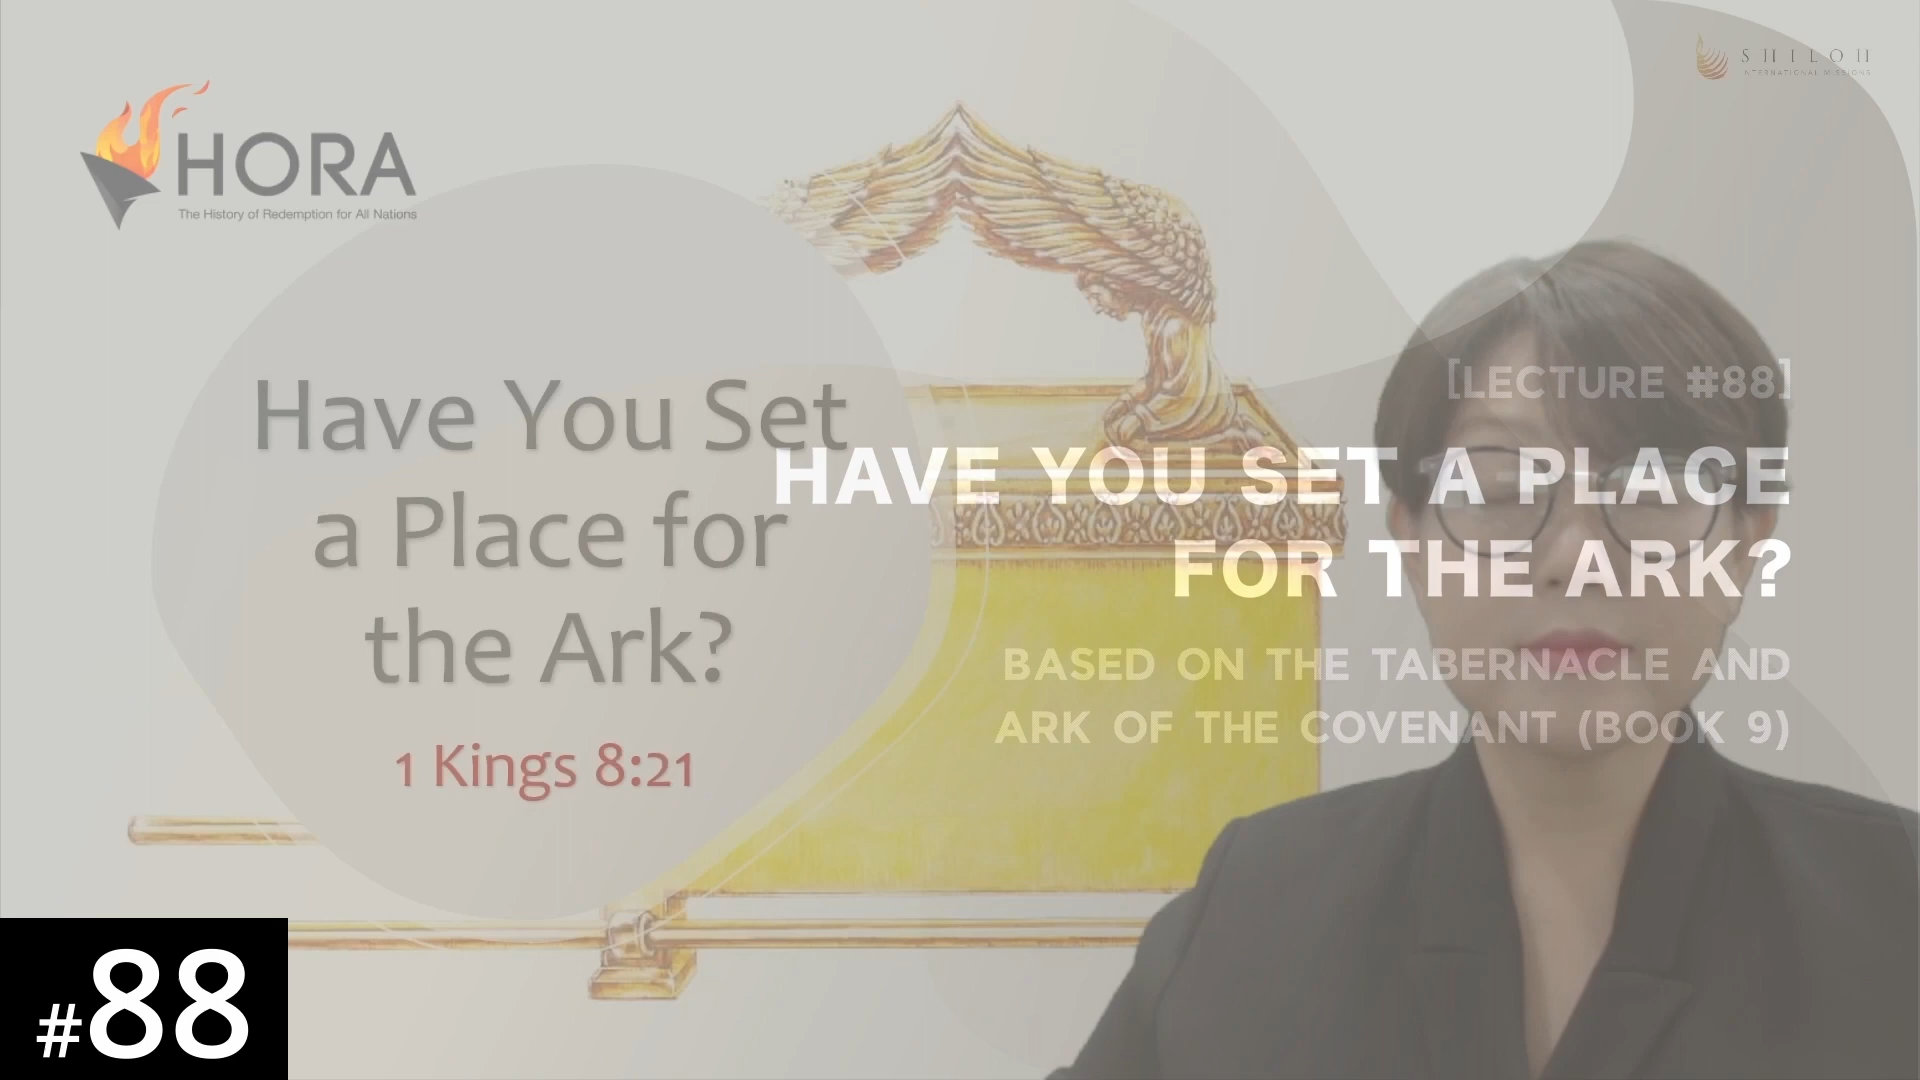 SHILOH
INTERNATIONAL MISSIONS
HORA
The History of Redemption for All Nations
Have You Set
a Place for
the Ark?
1 Kings 8:21
[LECTURE #88]
HAVE YOU SET A PLACE
FOR THE ARK?
BASED ON THE TABERNACLE AND
ARK OF THE COVENANT (BOOK 9)
#88